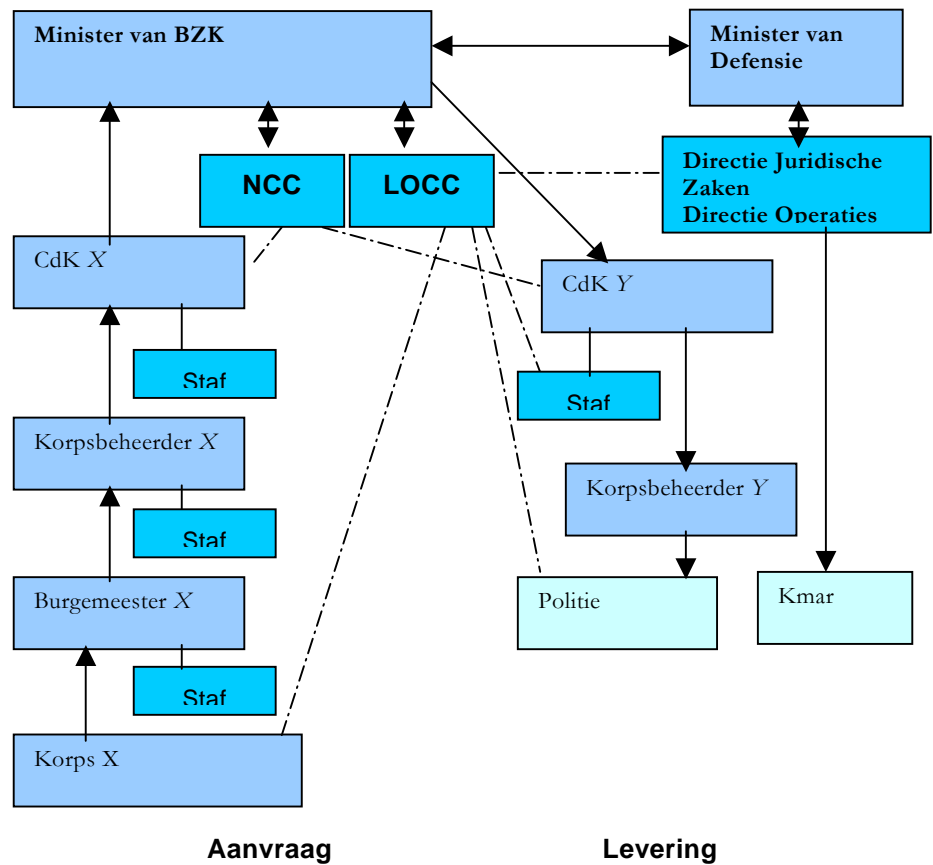 Minister van BZK
Minister van
Defensie
NCC
LOCC
Directie Juridische
Zaken
Directie Operaties
CdK X
CdK Y
Staf
Staf
Korpsbeheerder X
Korpsbeheerder Y
Staf
Burgemeester X
Politie
Kmar
Staf
Korps X
Aanvraag
Levering